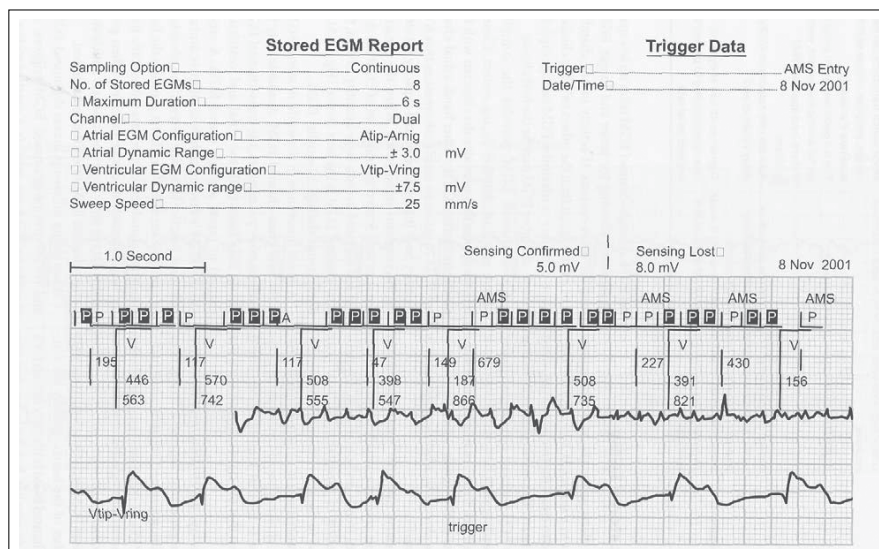 Stored EGM Report
Trigger Data
Sampling Option Continuous
No. of Stored EGMs 8
Maximum Duration 6 s
Channel Dual
Atrial EGM Configuration Atip-Arnig
Atrial Dynamic Range ± 3.0 mV
Ventricular EGM Configuration Vtip-Vring
Ventricular Dynamic range ±7.5 mV
Sweep Speed 25 mm/s
Trigger AMS Entry
Date/Time 8 Nov 2001
1.0 Second
Sensing Confirmed Sensing Lost
5.0 mV 8.0 mV 8 Nov 2001
AMS AMS AMS AMS
P P P P P P P P P A P P P P P P P P P P P P P P P P P P P P P P P
V V V V V V V V
195 117 117 47 149 679 227 430
446 570 508 398 187 508 391 156
563 742 555 547 866 735 821
Vtip-Vring
trigger